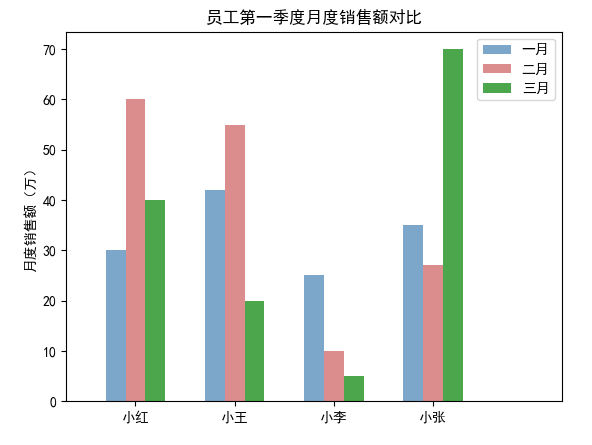 员工第一季度月度销售额对比
一月
二月
三月
月度销售额（万）
70
60
50
40
30
20
10
0
小红 小王 小李 小张